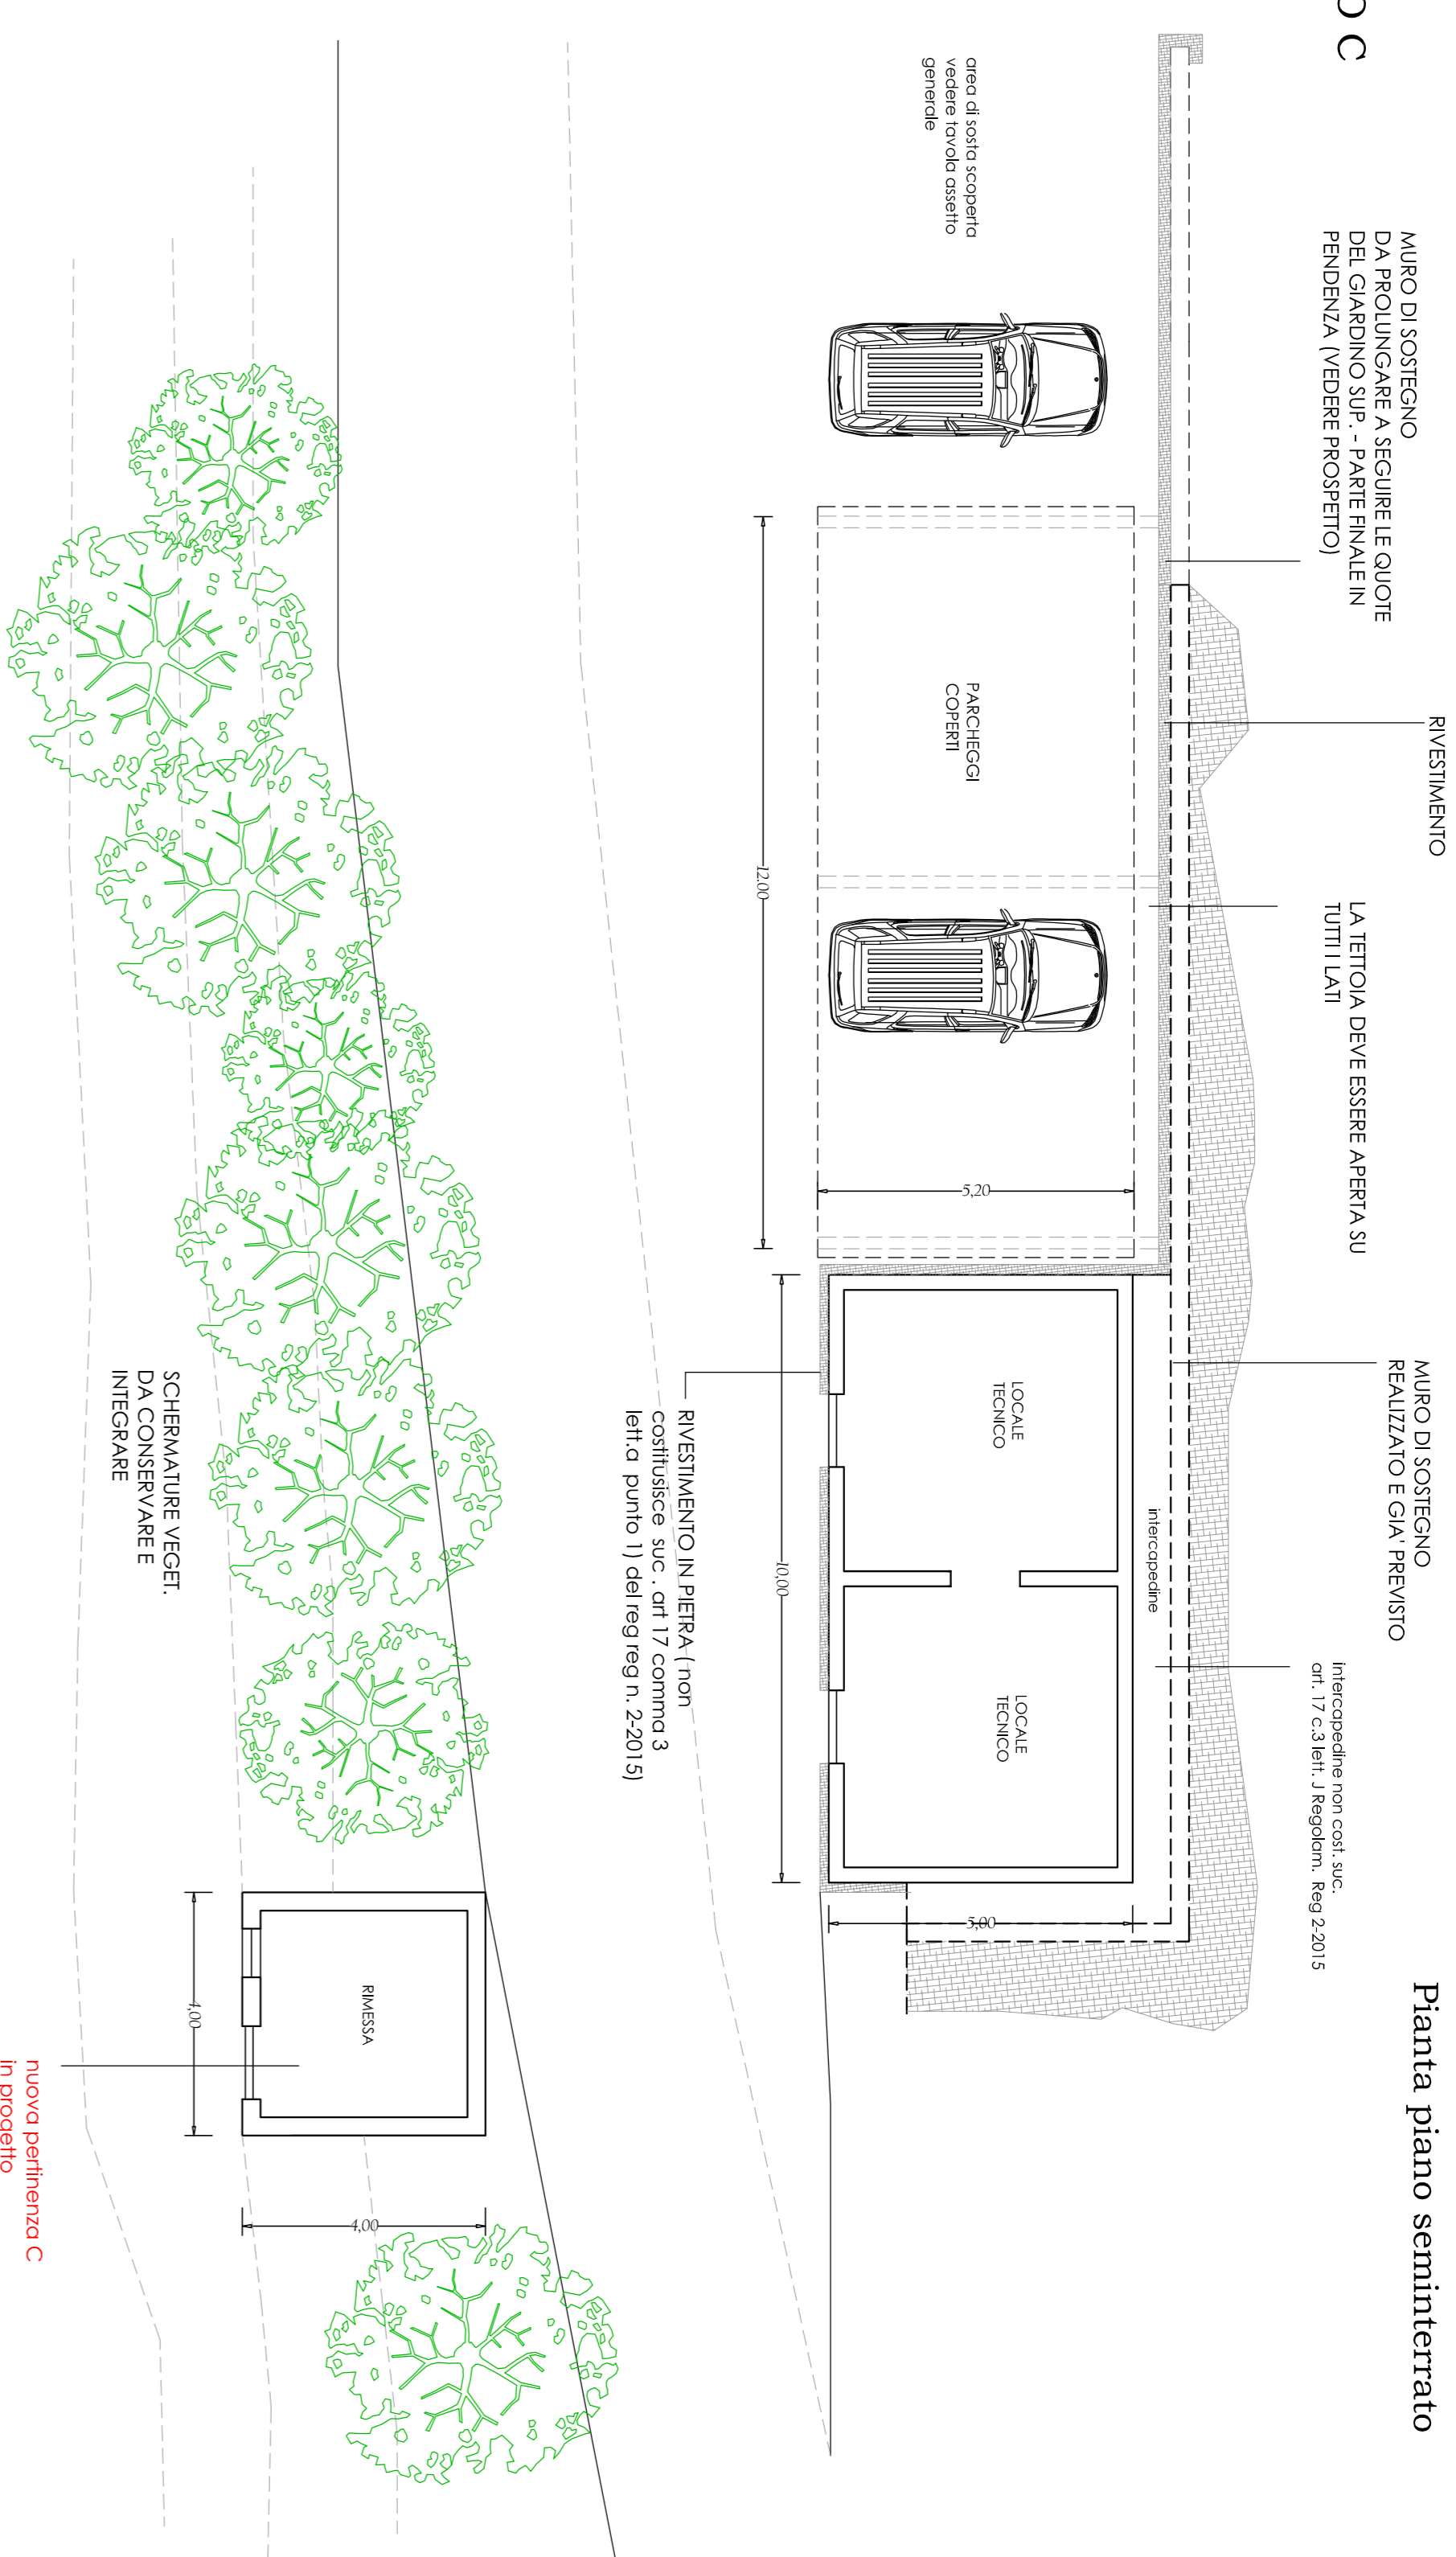 O C
Pianta piano seminterrato
MURO DI SOSTEGNO
DA PROLUNGARE A SEGUIRE LE QUOTE
DEL GIARDINO SUP. - PARTE FINALE IN
PENDENZA (VEDERE PROSPETTO)
RIVESTIMENTO
LA TETTOIA DEVE ESSERE APERTA SU
TUTTI I LATI
MURO DI SOSTEGNO
REALIZZATO E GIA' PREVISTO
intercapedine non cost. suc.
art. 17 c.3 lett. J Regolam. Reg 2-2015
intercapedine
area di sosta scoperta
vedere tavola assetto
generale
PARCHEGGI
COPERTI
12.00
5,20
LOCALE
TECNICO
LOCALE
TECNICO
10,00
5,00
RIVESTIMENTO IN PIETRA ( non
costitusisce suc . art 17 comma 3
lett.a punto 1) del reg reg n. 2-2015)
SCHERMATURE VEGET.
DA CONSERVARE E
INTEGRARE
RIMESSA
4,00
4,00
nuova pertinenza C
in progetto